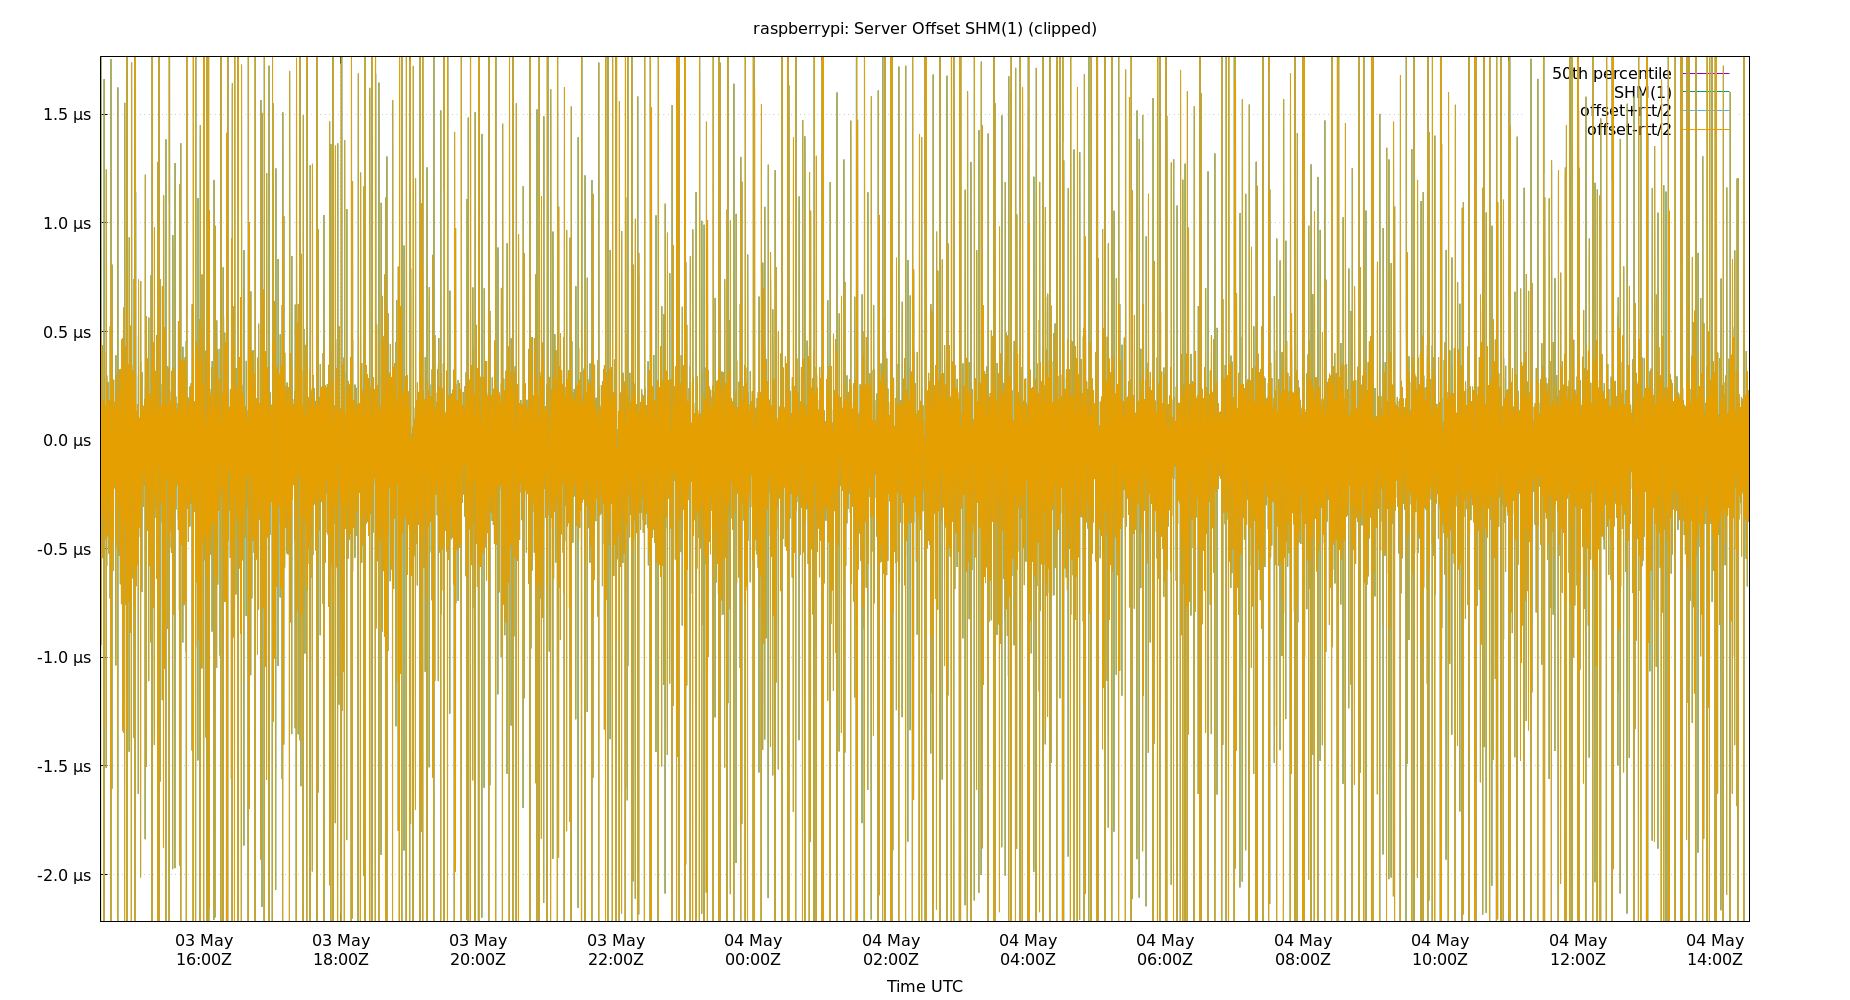 raspberrypi: Server Offset SHM(1) (clipped)
50th percentile
SHM(1)
offset+rtt/2
offset-rtt/2
1.5 µs
1.0 µs
0.5 µs
0.0 µs
-0.5 µs
-1.0 µs
-1.5 µs
-2.0 µs
03 May 03 May 03 May 03 May 04 May 04 May 04 May 04 May 04 May 04 May 04 May 04 May
16:00Z 18:00Z 20:00Z 22:00Z 00:00Z 02:00Z 04:00Z 06:00Z 08:00Z 10:00Z 12:00Z 14:00Z
Time UTC